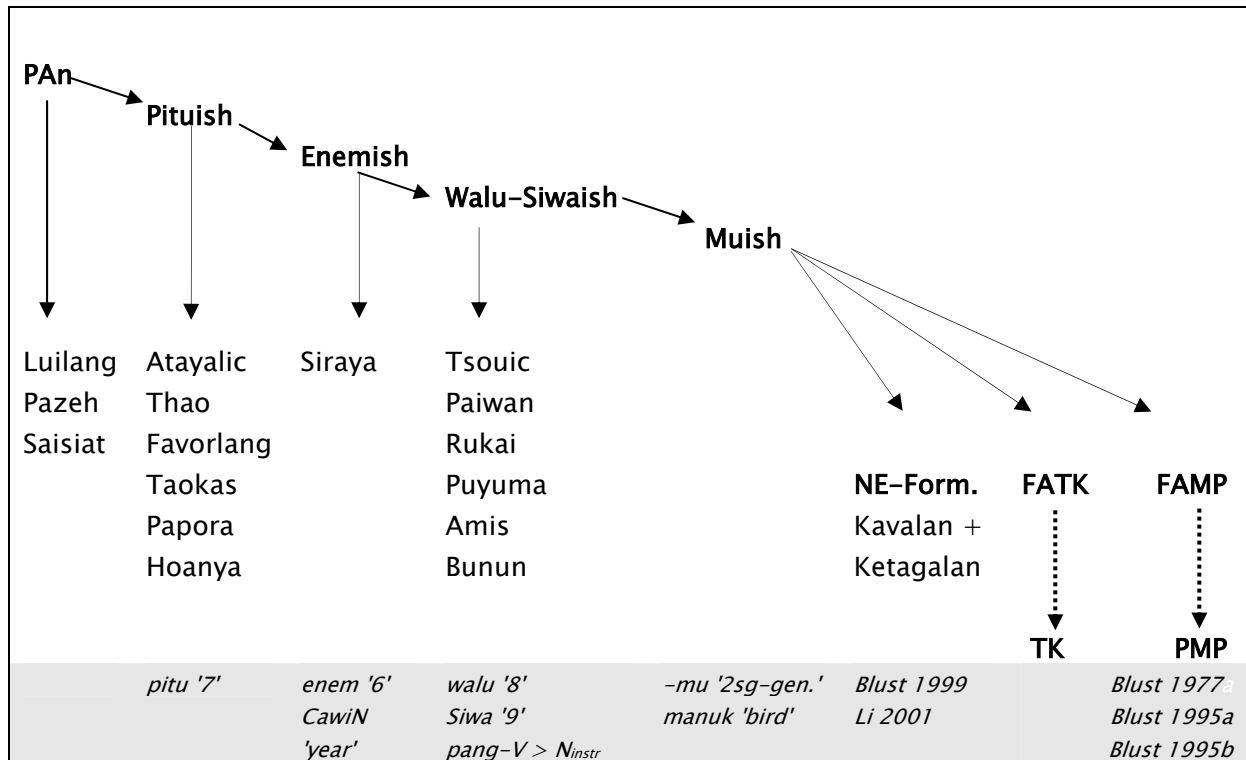 PAn
Pituish
Enemish
Walu-Siwaish
Muish
Luilang Atayalic Siraya Tsouic
Pazeh Thao Paiwan
Saisiat Favorlang Rukai
Taokas Puyuma NE-Form. FATK FAMP
Papora Amis Kavalan +
Hoanya Bunun Ketagalan
TK PMP
pitu '7' enem '6' walu '8' -mu '2sg-gen.' Blust 1999 Blust 1977a
CawiN Siwa '9' manuk 'bird' Li 2001 Blust 1995a
'year' pang-V > Ninstr Blust 1995b